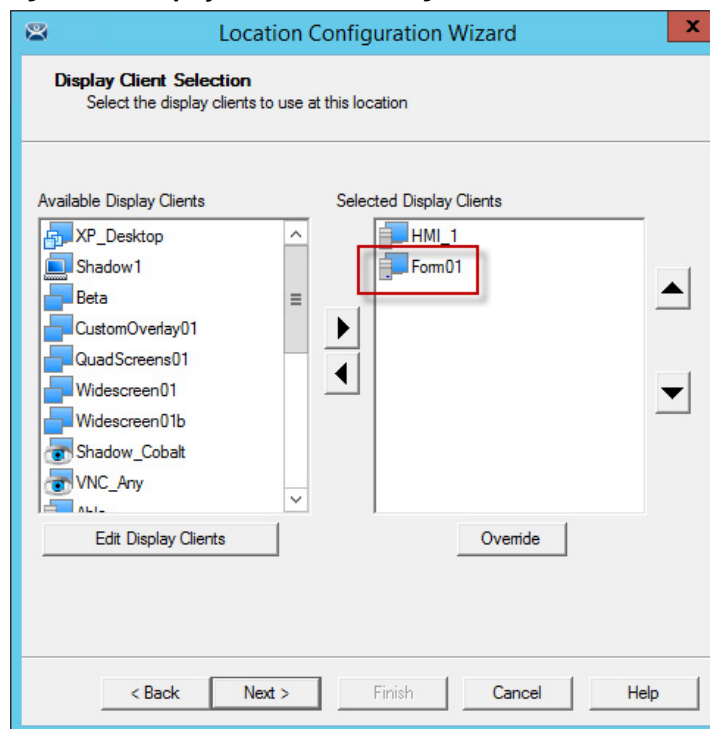 Location Configuration Wizard
x
Display Client Selection
Select the display clients to use at this location
Available Display Clients
Selected Display Clients
XP_Desktop
Shadow1
Beta
CustomOverlay01
QuadScreens01
Widescreen01
Widescreen01b
Shadow_Cobalt
VNC_Any
HMI_1
Form01
Edit Display Clients
Override
< Back
Next >
Finish
Cancel
Help